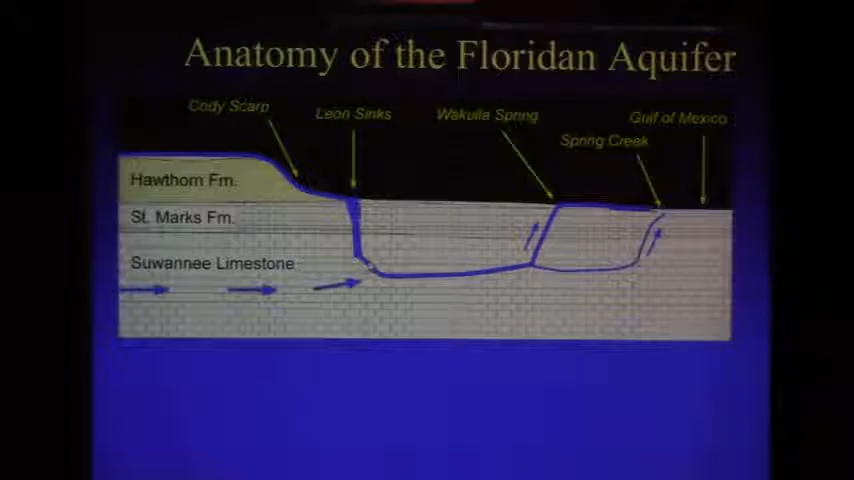 Anatomy of the Floridan Aquifer
Cody Scarp
Leon Sinks
Wakulla Spring
Gulf of Mexico
Spring Creek
Hawthorn Fm.
St. Marks Fm.
Suwannee Limestone